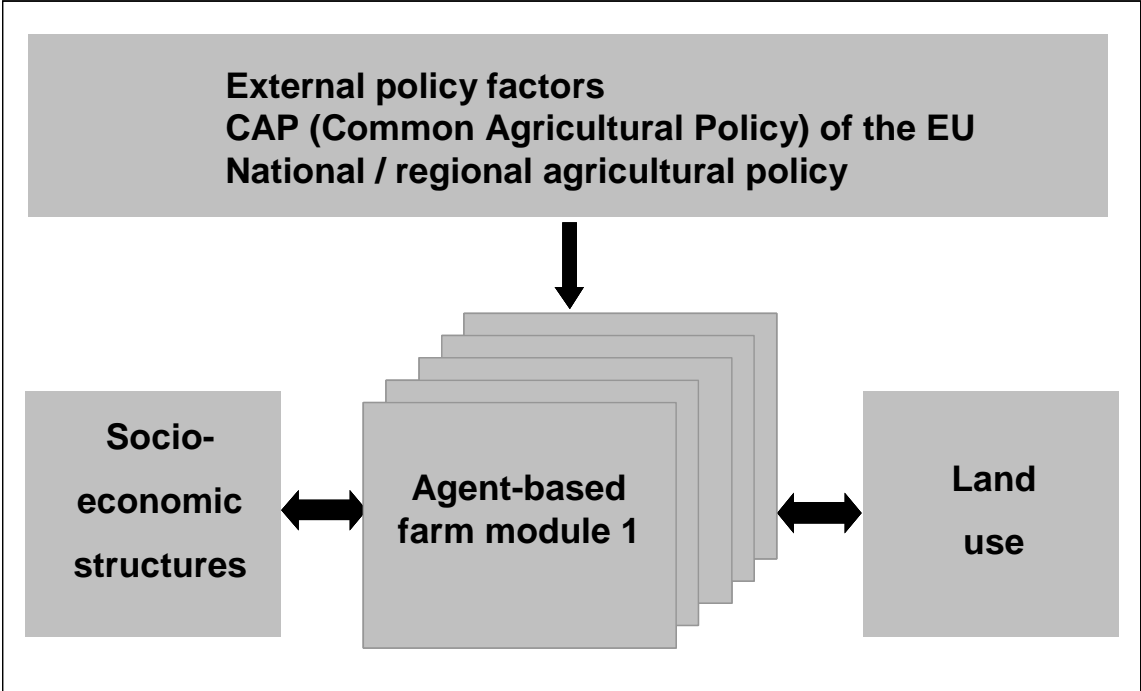 External policy factors
CAP (Common Agricultural Policy) of the EU
National / regional agricultural policy
Socio-
economic
structures
Agent-based
farm module 1
Land
use